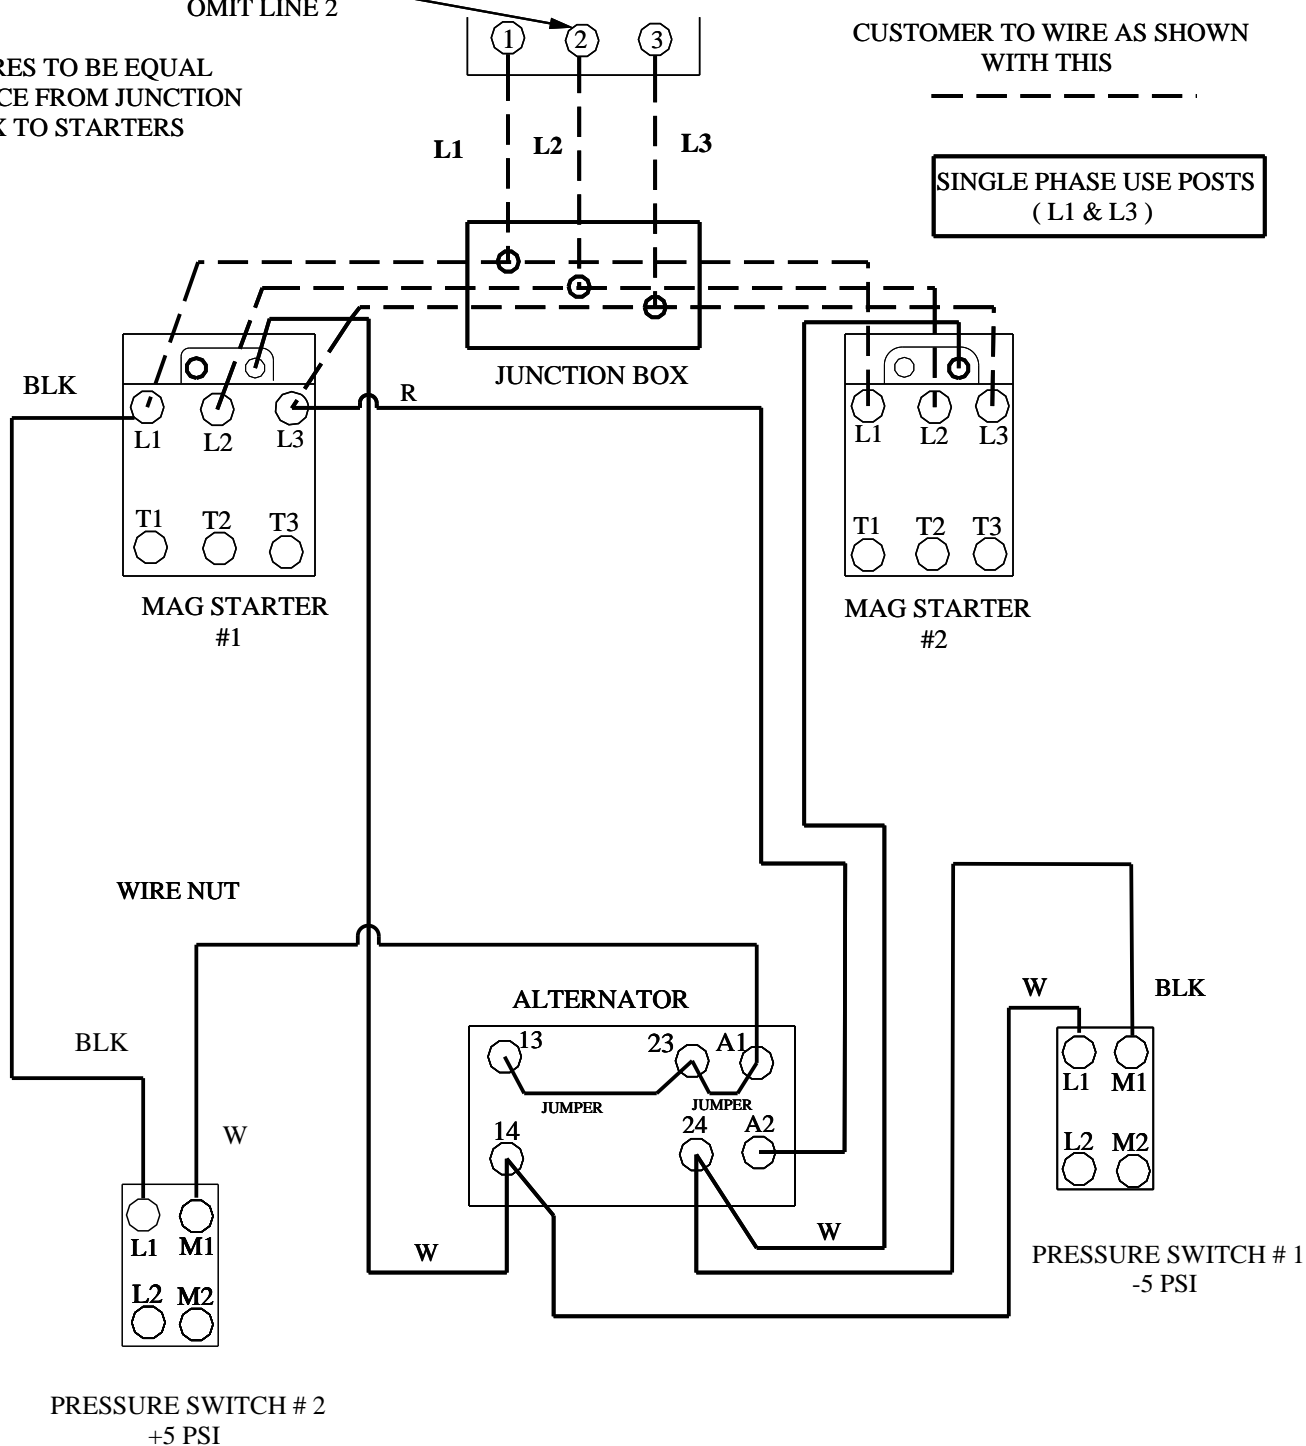 OMIT LINE 2
1 2 3
CUSTOMER TO WIRE AS SHOWN
WITH THIS
RES TO BE EQUAL
CE FROM JUNCTION
TO STARTERS
L1 L2 L3
SINGLE PHASE USE POSTS
( L1 & L3 )
JUNCTION BOX
BLK
R
L1 L2 L3
T1 T2 T3
MAG STARTER
#1
L1 L2 L3
T1 T2 T3
MAG STARTER
#2
WIRE NUT
ALTERNATOR
13 23 A1
JUMPER JUMPER
14 24 A2
W
W
W
BLK
L1 M1
L2 M2
PRESSURE SWITCH # 1
-5 PSI
BLK
W
L1 M1
L2 M2
PRESSURE SWITCH # 2
+5 PSI